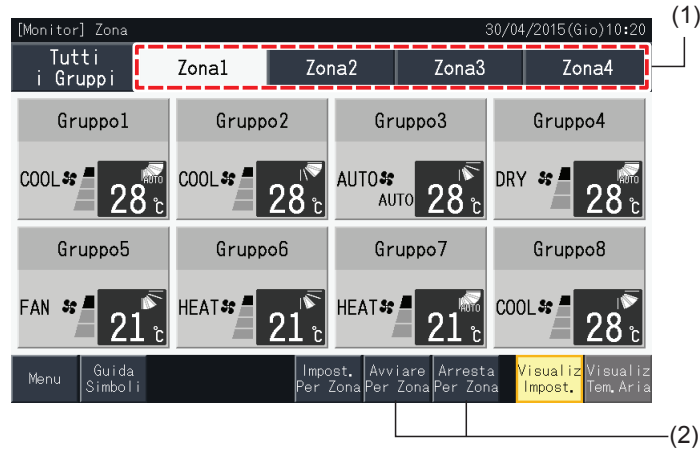 (1)
[Monitor] Zona 30/04/2015(Gio)10:20
Tutti
i Gruppi
Zona1 Zona2 Zona3 Zona4
Gruppo1 Gruppo2 Gruppo3 Gruppo4
COOL AUTO 28 °C
COOL 28 °C
AUTO AUTO 28 °C
DRY AUTO 28 °C
Gruppo5 Gruppo6 Gruppo7 Gruppo8
FAN 21 °C
HEAT 21 °C
HEAT AUTO 21 °C
COOL 28 °C
Menu
Guida
Simboli
Impost.
Per Zona
Avviare
Per Zona
Arresta
Per Zona
Visualiz
Impost.
Visualiz
Tem.Aria
(2)